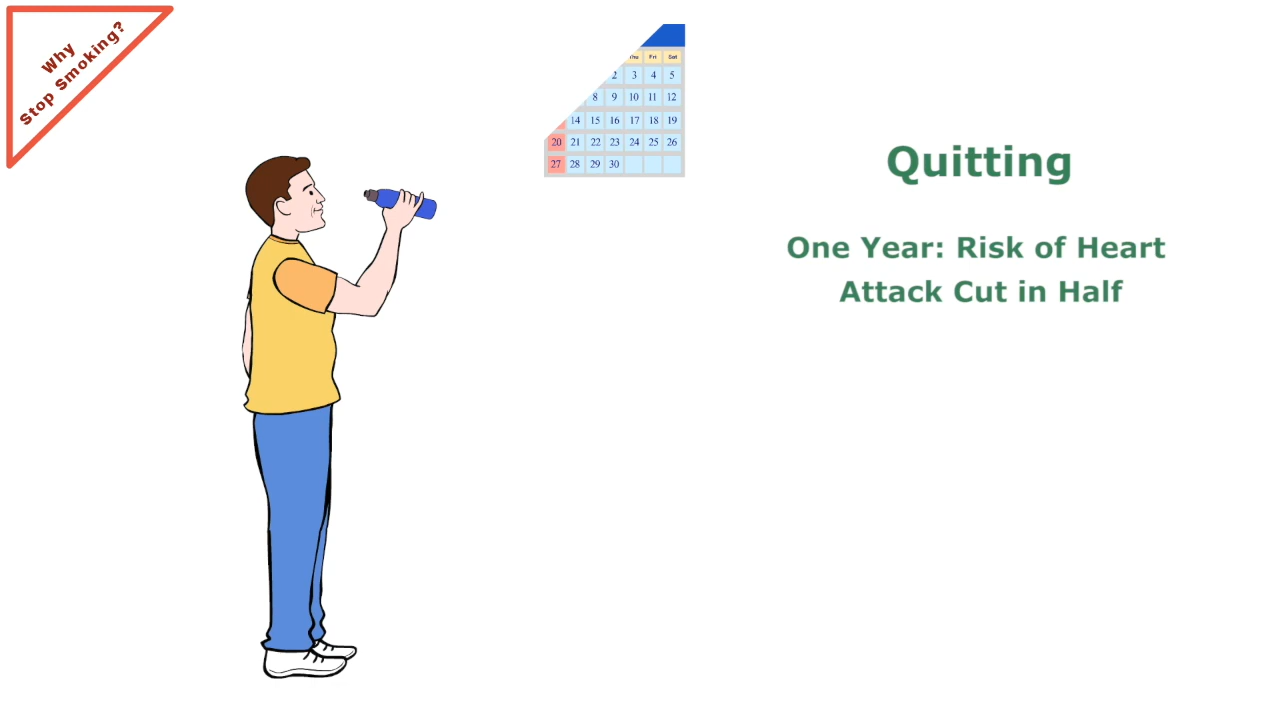 Why
Stop Smoking?
Thu Fri Sat
2 3 4 5
8 9 10 11 12
14 15 16 17 18 19
20 21 22 23 24 25 26
27 28 29 30
Quitting
One Year: Risk of Heart
Attack Cut in Half